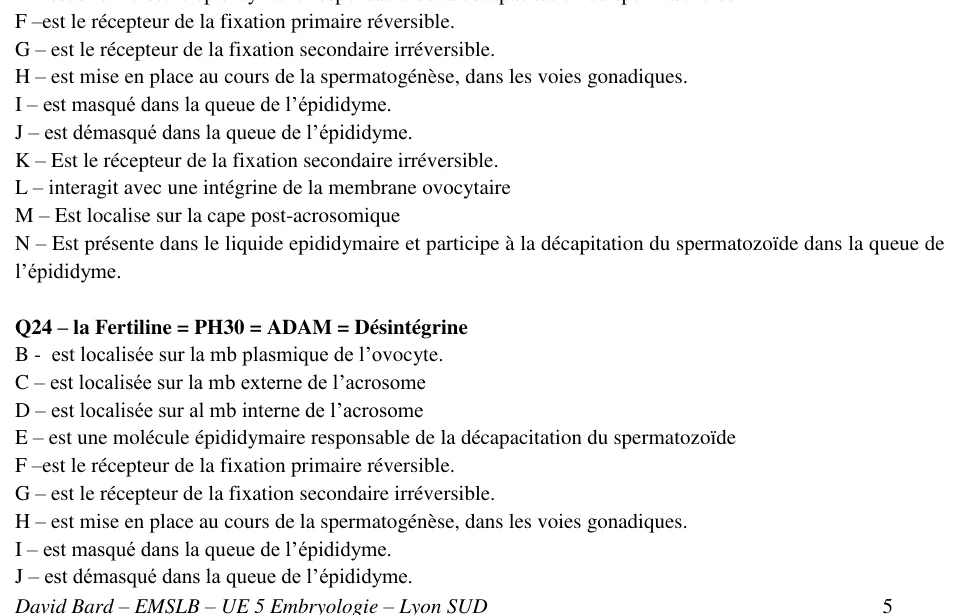 F –est le récepteur de la fixation primaire réversible.
G – est le récepteur de la fixation secondaire irréversible.
H – est mise en place au cours de la spermatogénèse, dans les voies gonadiques.
I – est masqué dans la queue de l’épididyme.
J – est démasqué dans la queue de l’épididyme.
K – Est le récepteur de la fixation secondaire irréversible.
L – interagit avec une intégrine de la membrane ovocytaire
M – Est localise sur la cape post-acrosomique
N – Est présente dans le liquide epididymaire et participe à la décapitation du spermatozoïde dans la queue de
l’épididyme.
Q24 – la Fertiline = PH30 = ADAM = Désintégrine
B - est localisée sur la mb plasmique de l’ovocyte.
C – est localisée sur la mb externe de l’acrosome
D – est localisée sur al mb interne de l’acrosome
E – est une molécule épididymaire responsable de la décapacitation du spermatozoïde
F –est le récepteur de la fixation primaire réversible.
G – est le récepteur de la fixation secondaire irréversible.
H – est mise en place au cours de la spermatogénèse, dans les voies gonadiques.
I – est masqué dans la queue de l’épididyme.
J – est démasqué dans la queue de l’épididyme.
David Bard – EMSLB – UE 5 Embryologie – Lyon SUD 5